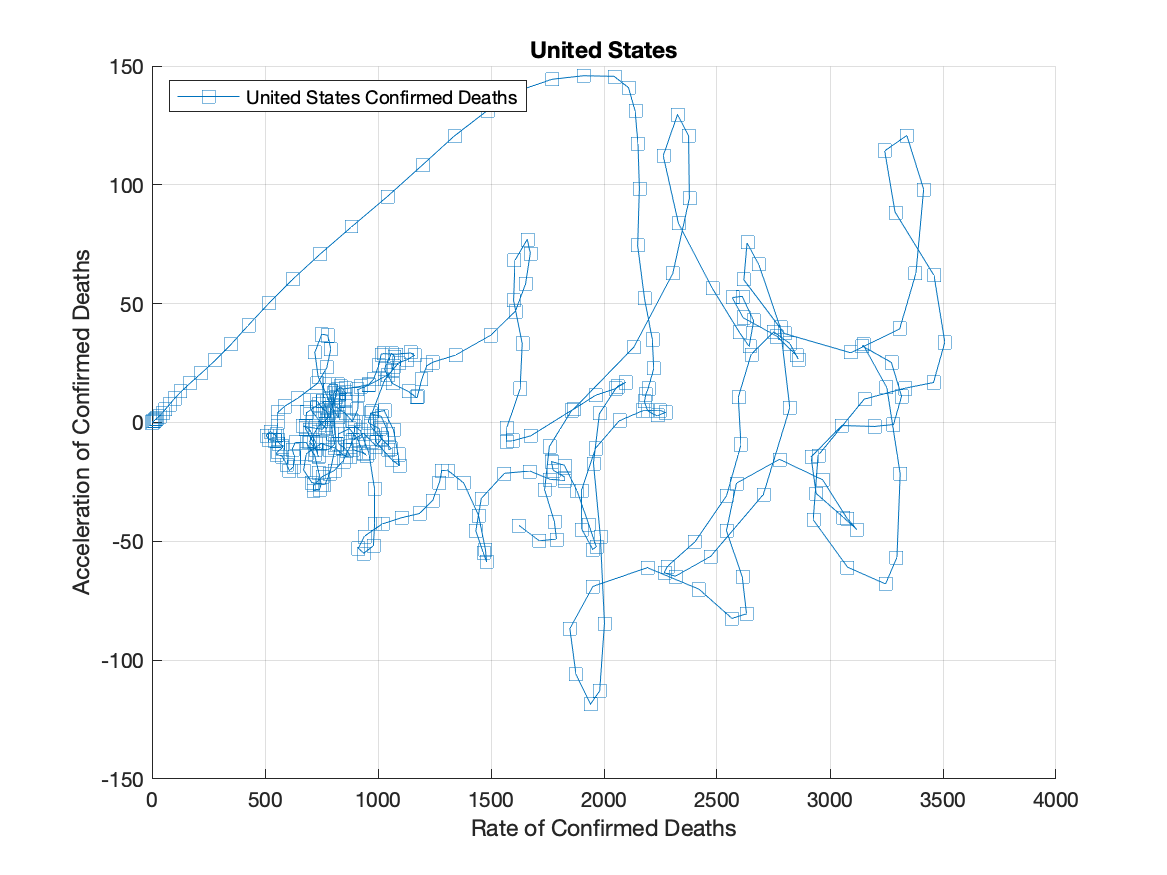 United States
150
United States Confirmed Deaths
100
50
0
-50
-100
-150
Acceleration of Confirmed Deaths
0 500 1000 1500 2000 2500 3000 3500 4000
Rate of Confirmed Deaths